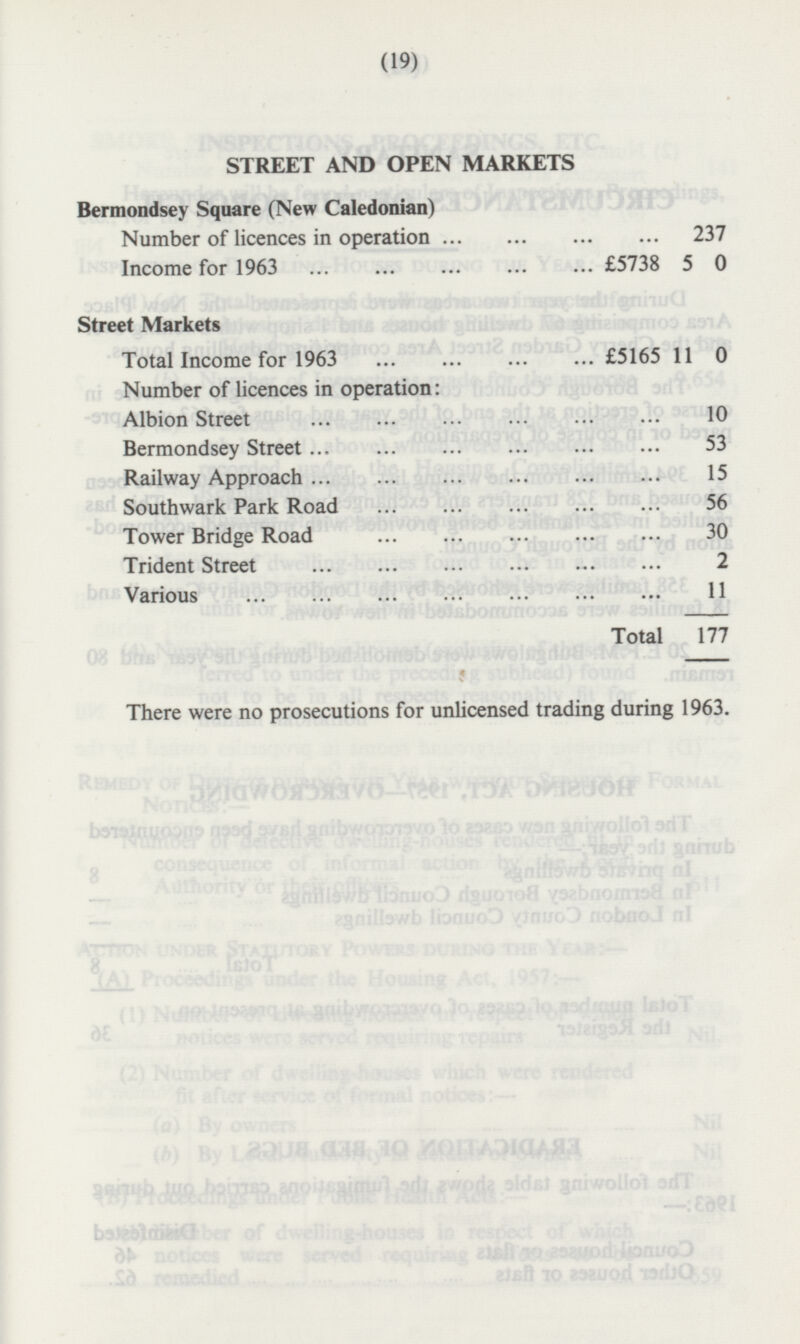 (19)
STREET AND OPEN MARKETS
Bermondsey Square (New Caledonian)
Number of licences in operation ... ... ... ... 237
Income for 1963 ... ... ... ... ... £5738 5 0
Street Markets
Total Income for 1963 ... ... ... ... £5165 11 0
Number of licences in operation:
Albion Street ... ... ... ... ... ... 10
Bermondsey Street ... ... ... ... ... ... 53
Railway Approach ... ... ... ... ... ... 15
Southwark Park Road ... ... ... ... ... 56
Tower Bridge Road ... ... ... ... ... 30
Trident Street ... ... ... ... ... ... 2
Various ... ... ... ... ... ... ... 11
Total 177
There were no prosecutions for unlicensed trading during 1963.